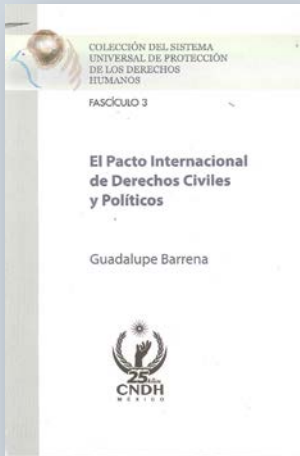 COLECCIÓN DEL SISTEMA
UNIVERSAL DE PROTECCIÓN
DE LOS DERECHOS
HUMANOS
FASCÍCULO 3
El Pacto Internacional
de Derechos Civiles
y Políticos
Guadalupe Barrena
25 Años
CNDH
MÉXICO